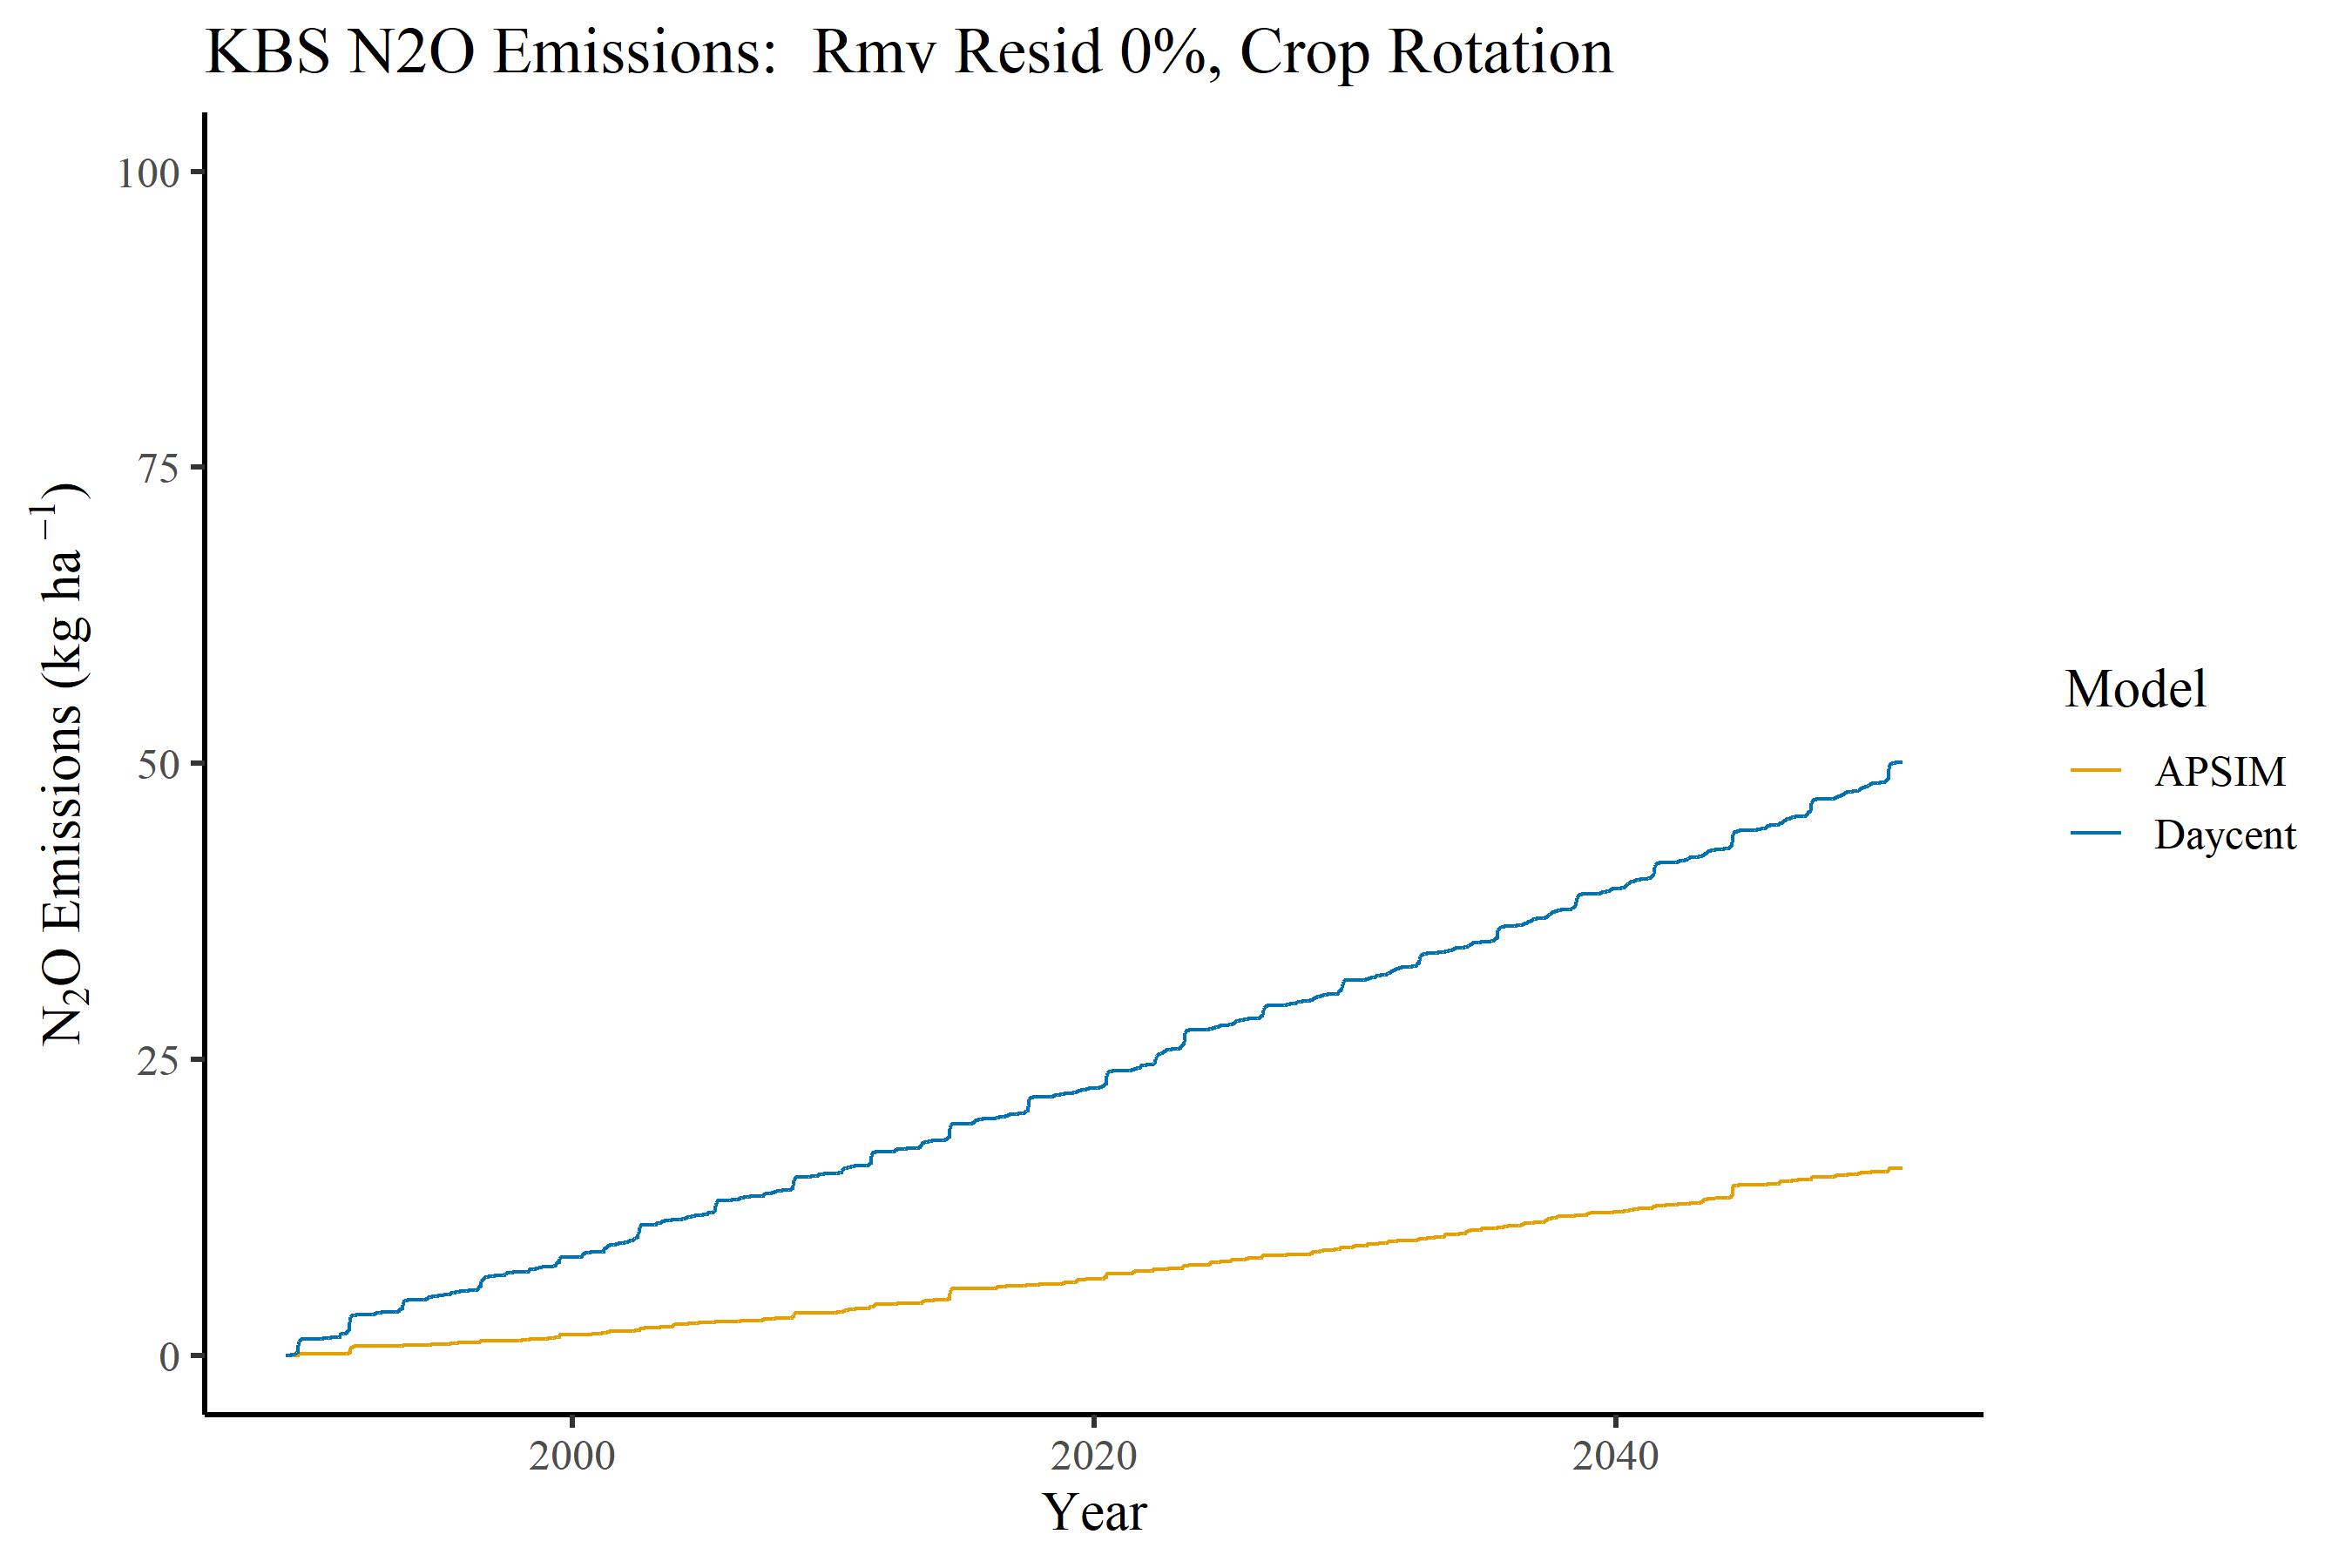 KBS N2O Emissions:  Rmv Resid 0%, Crop Rotation
N₂O Emissions (kg ha⁻¹)
100
75
50
25
0
2000
2020
2040
Year
Model
APSIM
Daycent